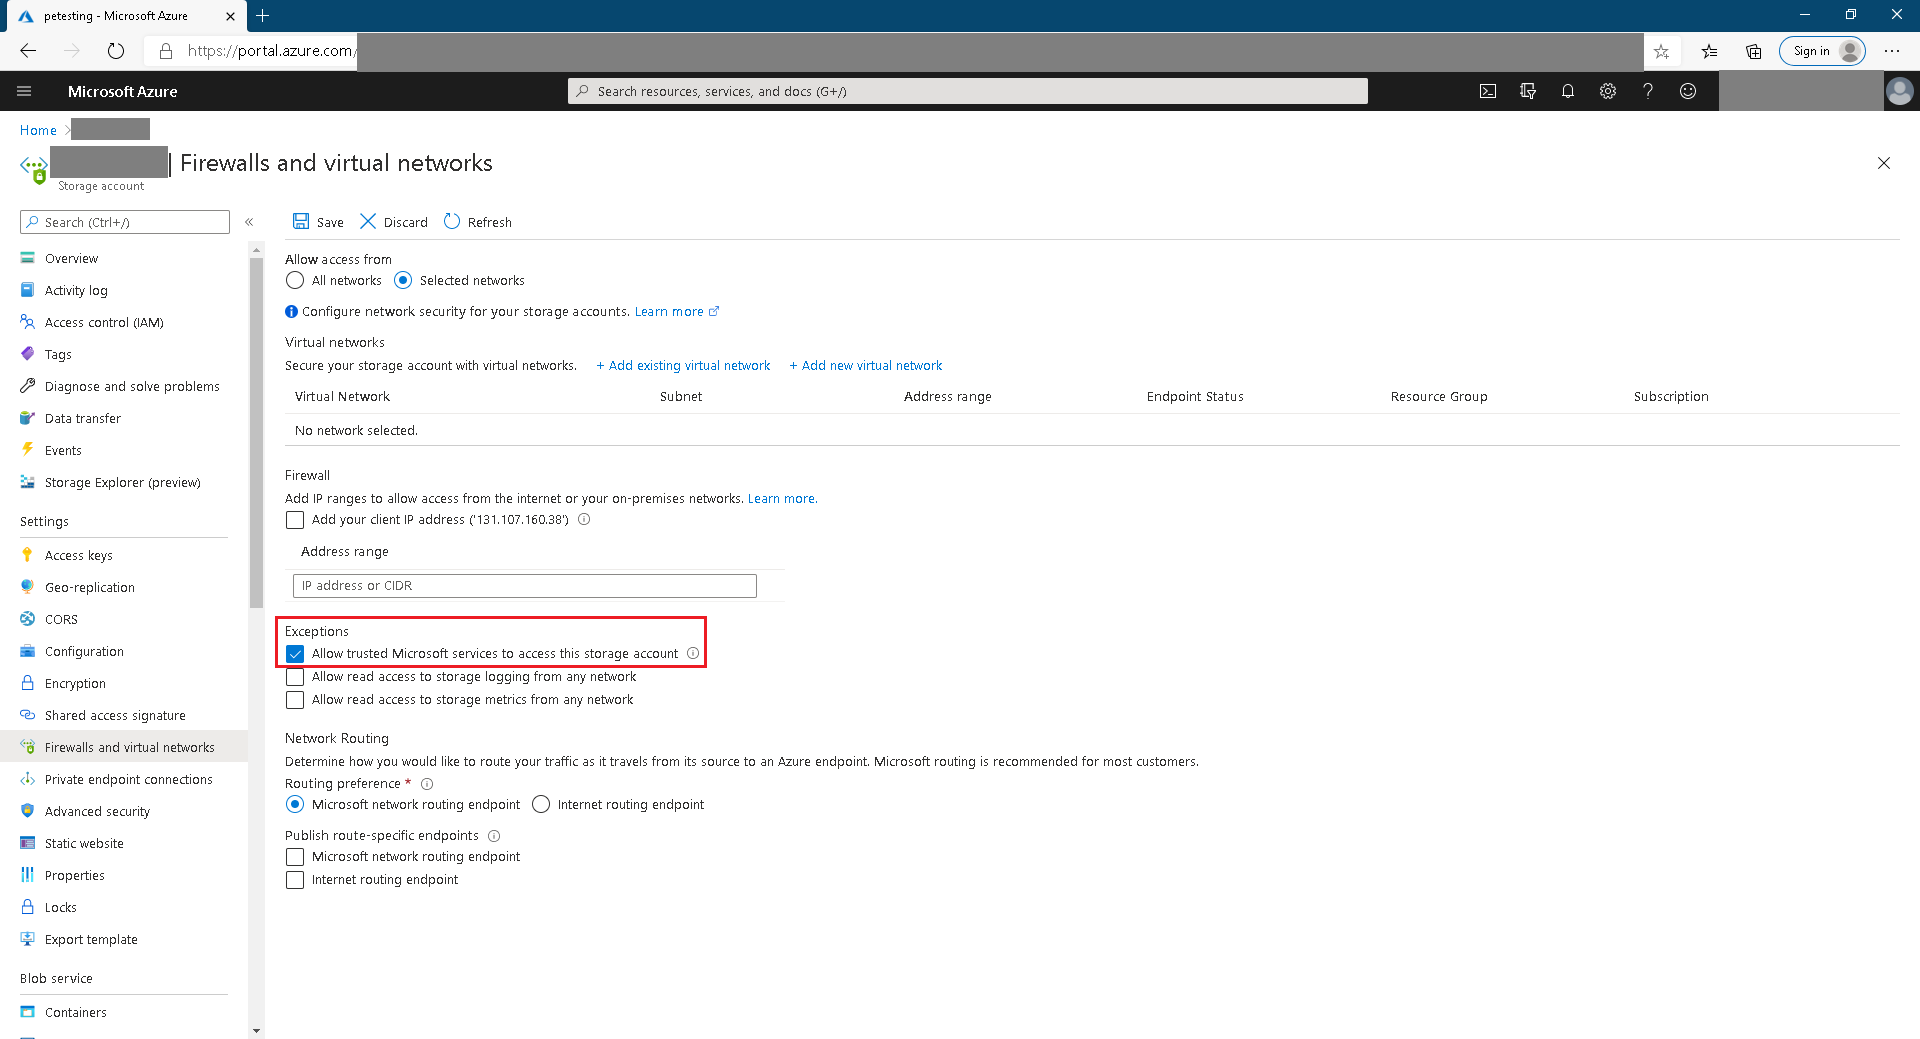 petesting - Microsoft Azure
https://portal.azure.com/
Sign in
Microsoft Azure
Search resources, services, and docs (G+/)
Home
| Firewalls and virtual networks
Storage account
Search (Ctrl+/)
Overview
Activity log
Access control (IAM)
Tags
Diagnose and solve problems
Data transfer
Events
Storage Explorer (preview)
Settings
Access keys
Geo-replication
CORS
Configuration
Encryption
Shared access signature
Firewalls and virtual networks
Private endpoint connections
Advanced security
Static website
Properties
Locks
Export template
Blob service
Containers
Save Discard Refresh
Allow access from
All networks Selected networks
Configure network security for your storage accounts. Learn more
Virtual networks
Secure your storage account with virtual networks. + Add existing virtual network + Add new virtual network
Virtual Network Subnet Address range Endpoint Status Resource Group Subscription
No network selected.
Firewall
Add IP ranges to allow access from the internet or your on-premises networks. Learn more.
Add your client IP address ('131.107.160.38')
Address range
IP address or CIDR
Exceptions
Allow trusted Microsoft services to access this storage account
Allow read access to storage logging from any network
Allow read access to storage metrics from any network
Network Routing
Determine how you would like to route your traffic as it travels from its source to an Azure endpoint. Microsoft routing is recommended for most customers.
Routing preference *
Microsoft network routing endpoint Internet routing endpoint
Publish route-specific endpoints
Microsoft network routing endpoint
Internet routing endpoint